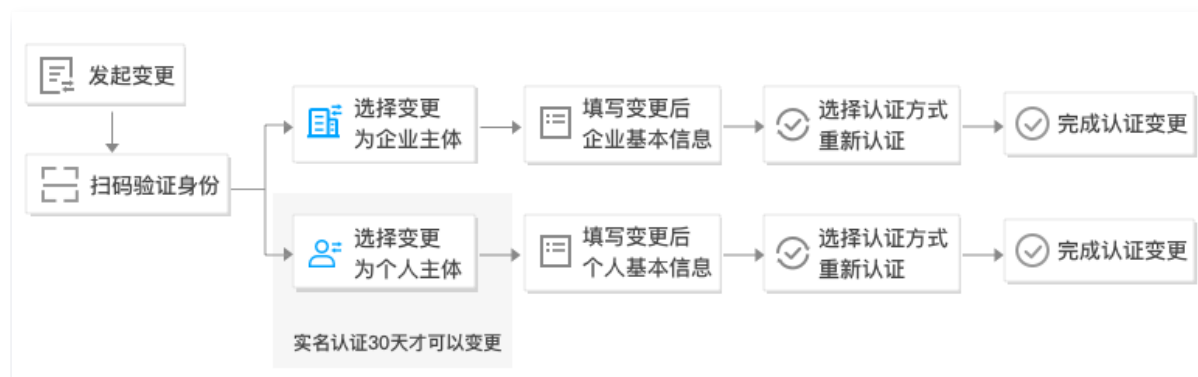 发起变更
扫码验证身份
选择变更
为企业主体
填写变更后
企业基本信息
选择认证方式
重新认证
完成认证变更
选择变更
为个人主体
填写变更后
个人基本信息
选择认证方式
重新认证
完成认证变更
实名认证30天才可以变更